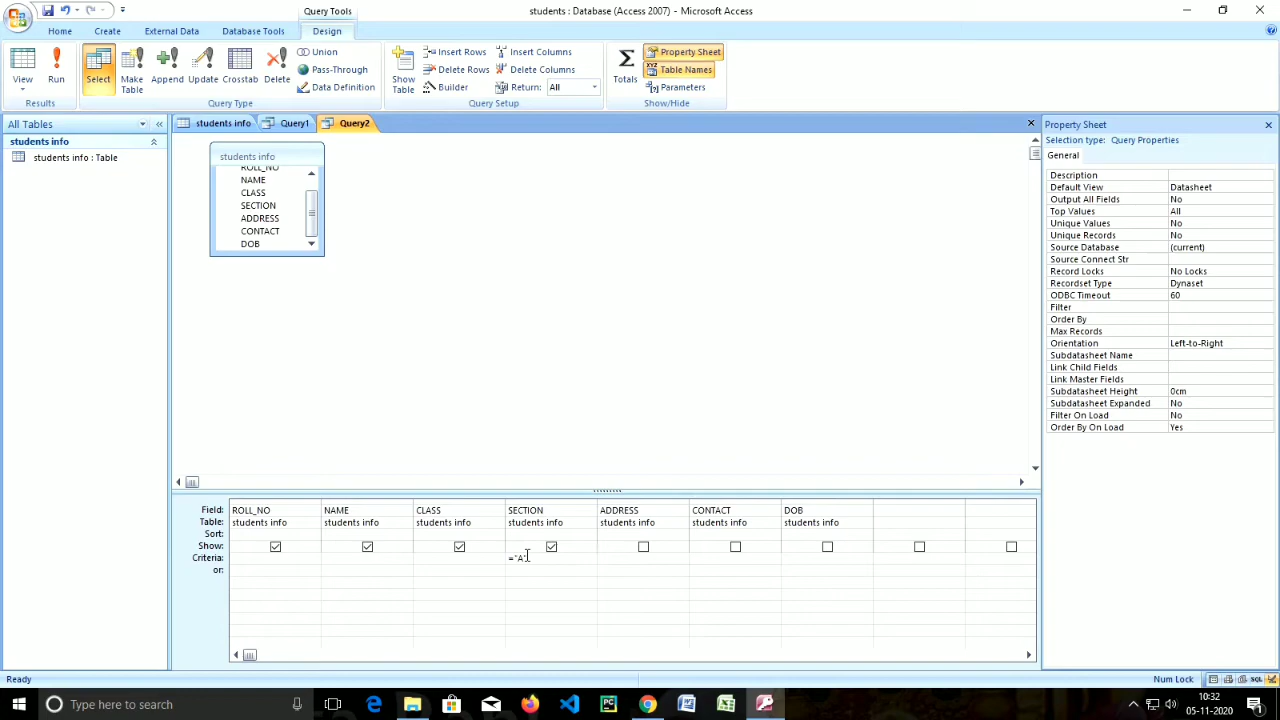 students : Database (Access 2007) - Microsoft Access
Query Tools
Home
Create
External Data
Database Tools
Design
View
Run
Results
Select
Make Table
Append
Update
Crosstab
Delete
Union
Pass-Through
Data Definition
Query Type
Show Table
Insert Rows
Delete Rows
Builder
Insert Columns
Delete Columns
Return: All
Query Setup
Totals
Property Sheet
Table Names
Parameters
Show/Hide
All Tables
students info
students info : Table
students info
Query1
Query2
students info
ROLL_NO
NAME
CLASS
SECTION
ADDRESS
CONTACT
DOB
Property Sheet
Selection type: Query Properties
General
Description
Default View Datasheet
Output All Fields No
Top Values All
Unique Values No
Unique Records No
Source Database (current)
Source Connect Str
Record Locks No Locks
Recordset Type Dynaset
ODBC Timeout 60
Filter
Order By
Max Records
Orientation Left-to-Right
Subdatasheet Name
Link Child Fields
Link Master Fields
Subdatasheet Height 0cm
Subdatasheet Expanded No
Filter On Load No
Order By On Load Yes
Field: ROLL_NO NAME CLASS SECTION ADDRESS CONTACT DOB
Table: students info students info students info students info students info students info students info
Sort:
Show:
Criteria: ="A"
or:
Ready
Num Lock
SQL
Type here to search
10:32
05-11-2020